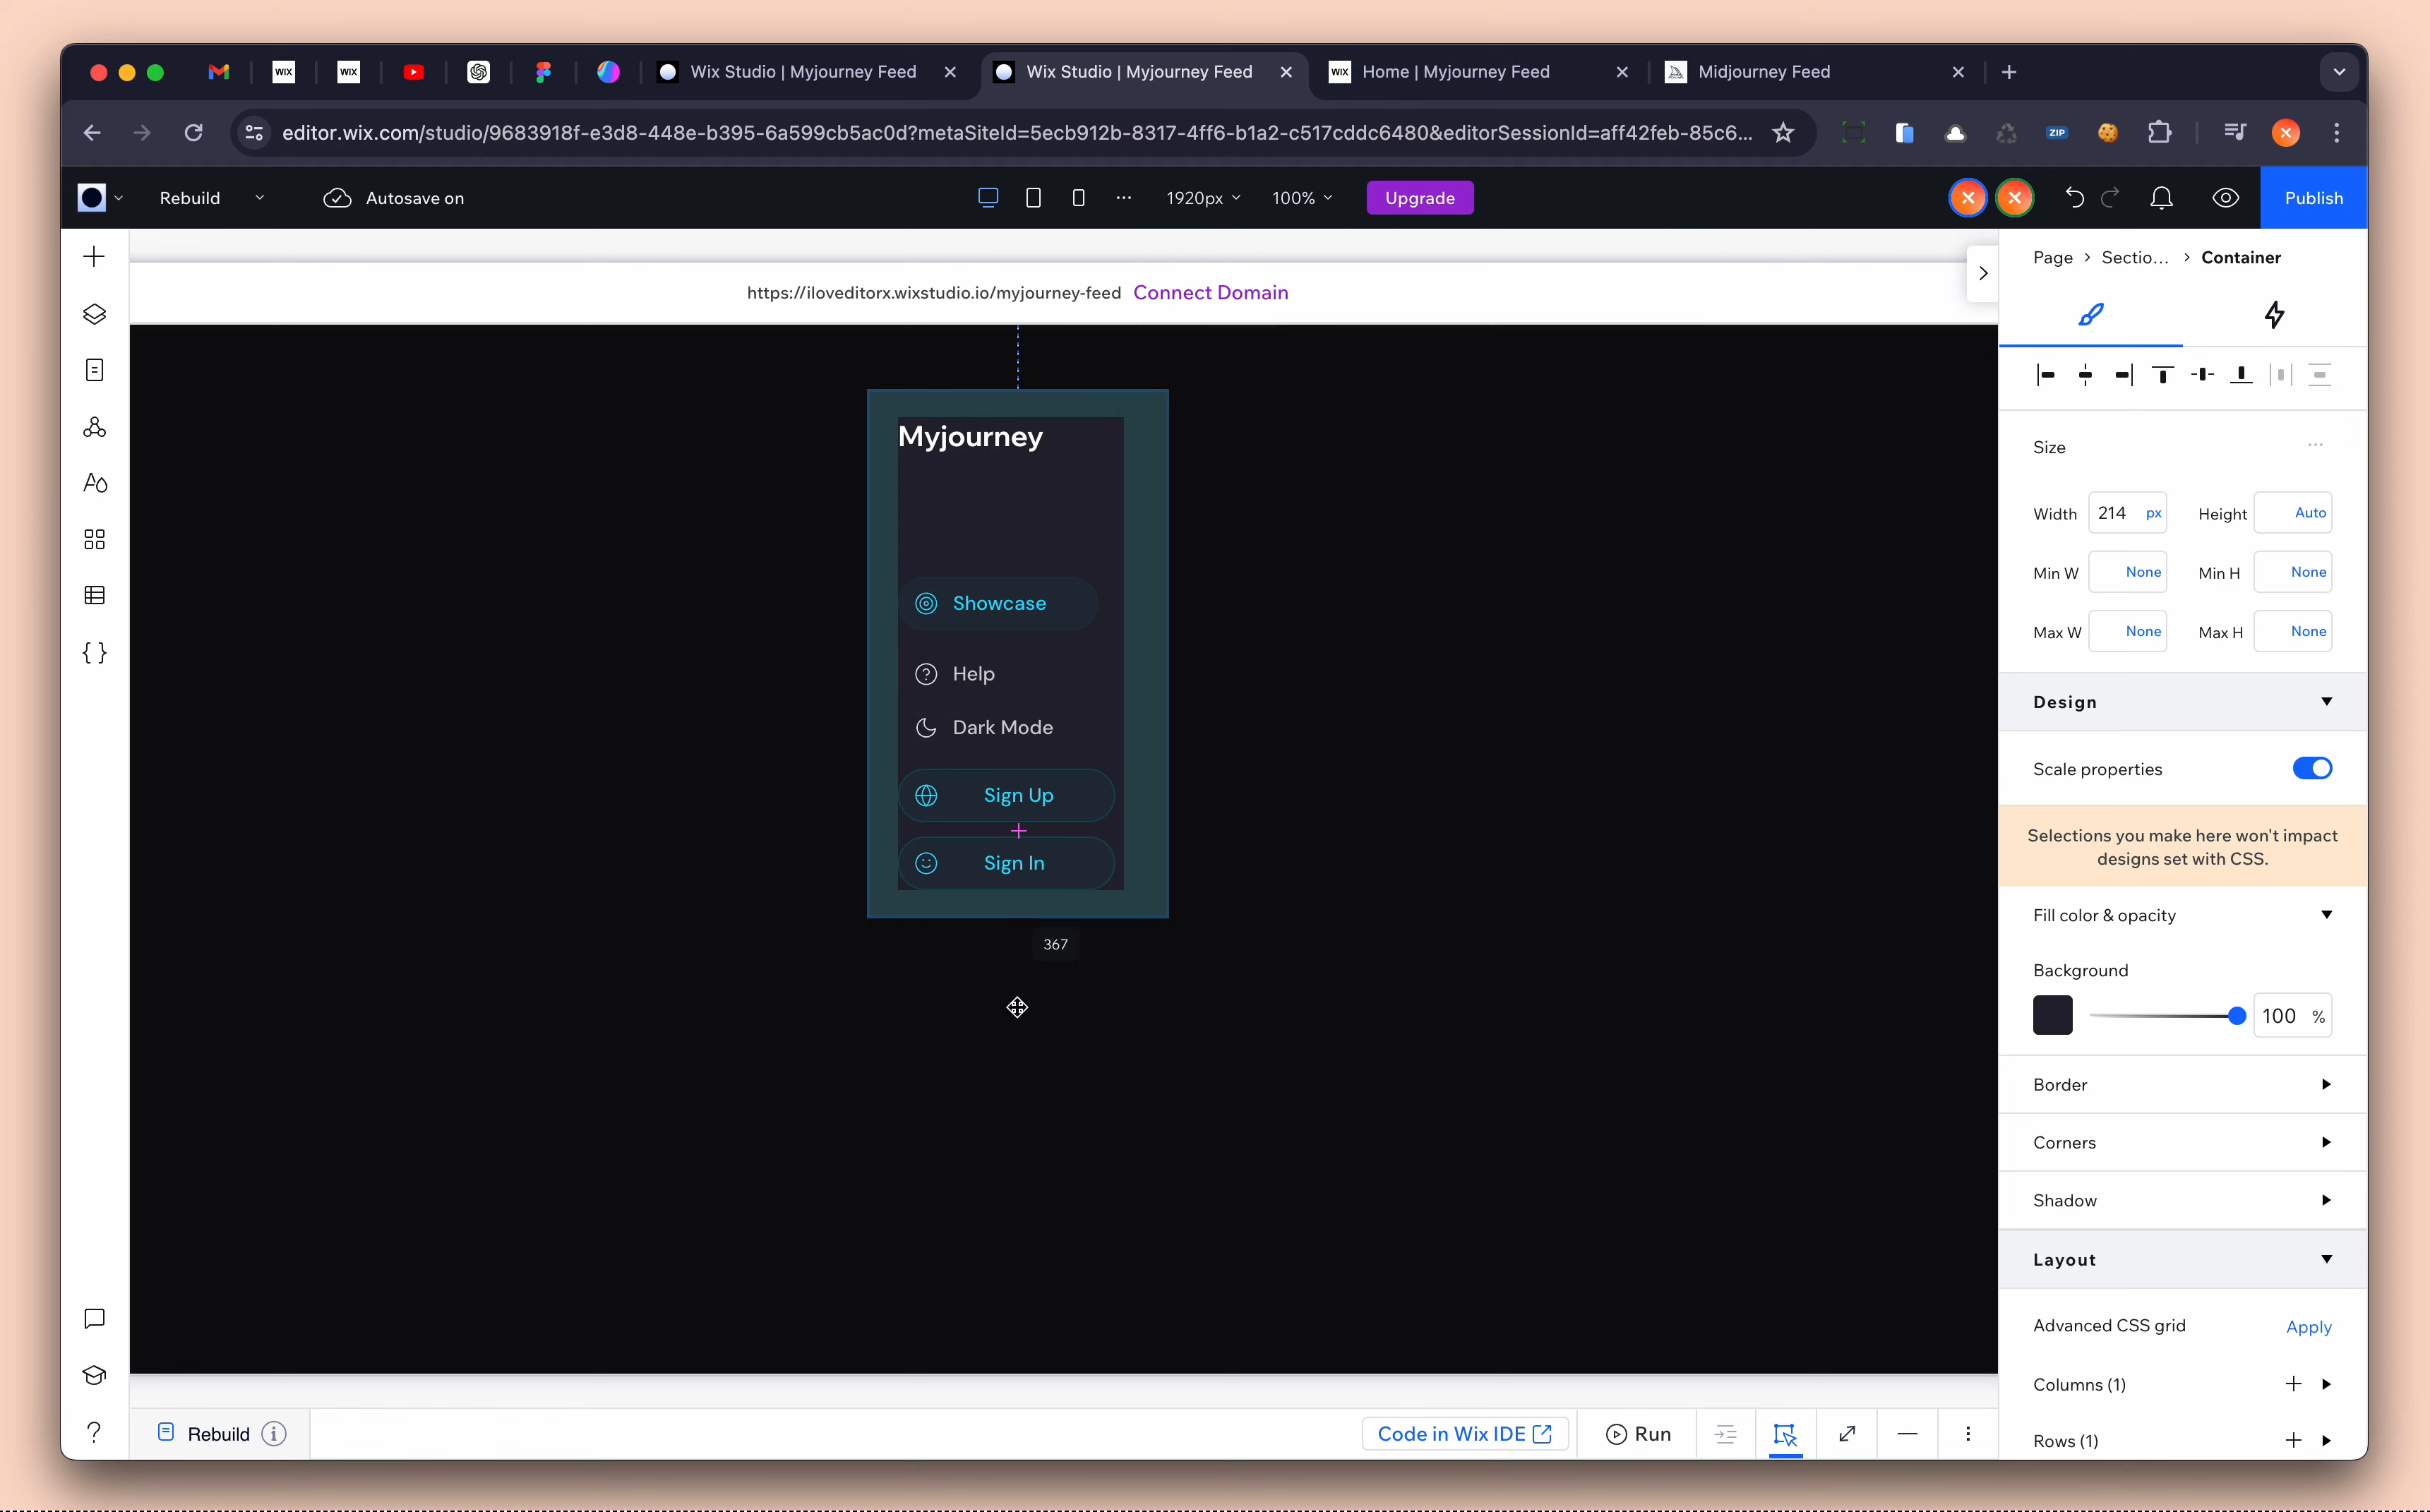 WIX
WIX
Wix Studio | Myjourney Feed
Wix Studio | Myjourney Feed
WIX
Home | Myjourney Feed
Midjourney Feed
editor.wix.com/studio/9683918f-e3d8-448e-b395-6a599cb5ac0d?metaSiteId=5ecb912b-8317-4ff6-b1a2-c517cddc6480&editorSessionId=aff42feb-85c6...
ZIP
Rebuild
Autosave on
1920px
100%
Upgrade
Publish
https://iloveditorx.wixstudio.io/myjourney-feed Connect Domain
Page > Sectio... > Container
Myjourney
Showcase
Help
Dark Mode
Sign Up
Sign In
367
Size
Width 214 px Height Auto
Min W None Min H None
Max W None Max H None
Design
Scale properties
Selections you make here won't impact
designs set with CSS.
Fill color & opacity
Background
100 %
Border
Corners
Shadow
Layout
Advanced CSS grid Apply
Columns (1)
Rows (1)
Rebuild
Code in Wix IDE
Run